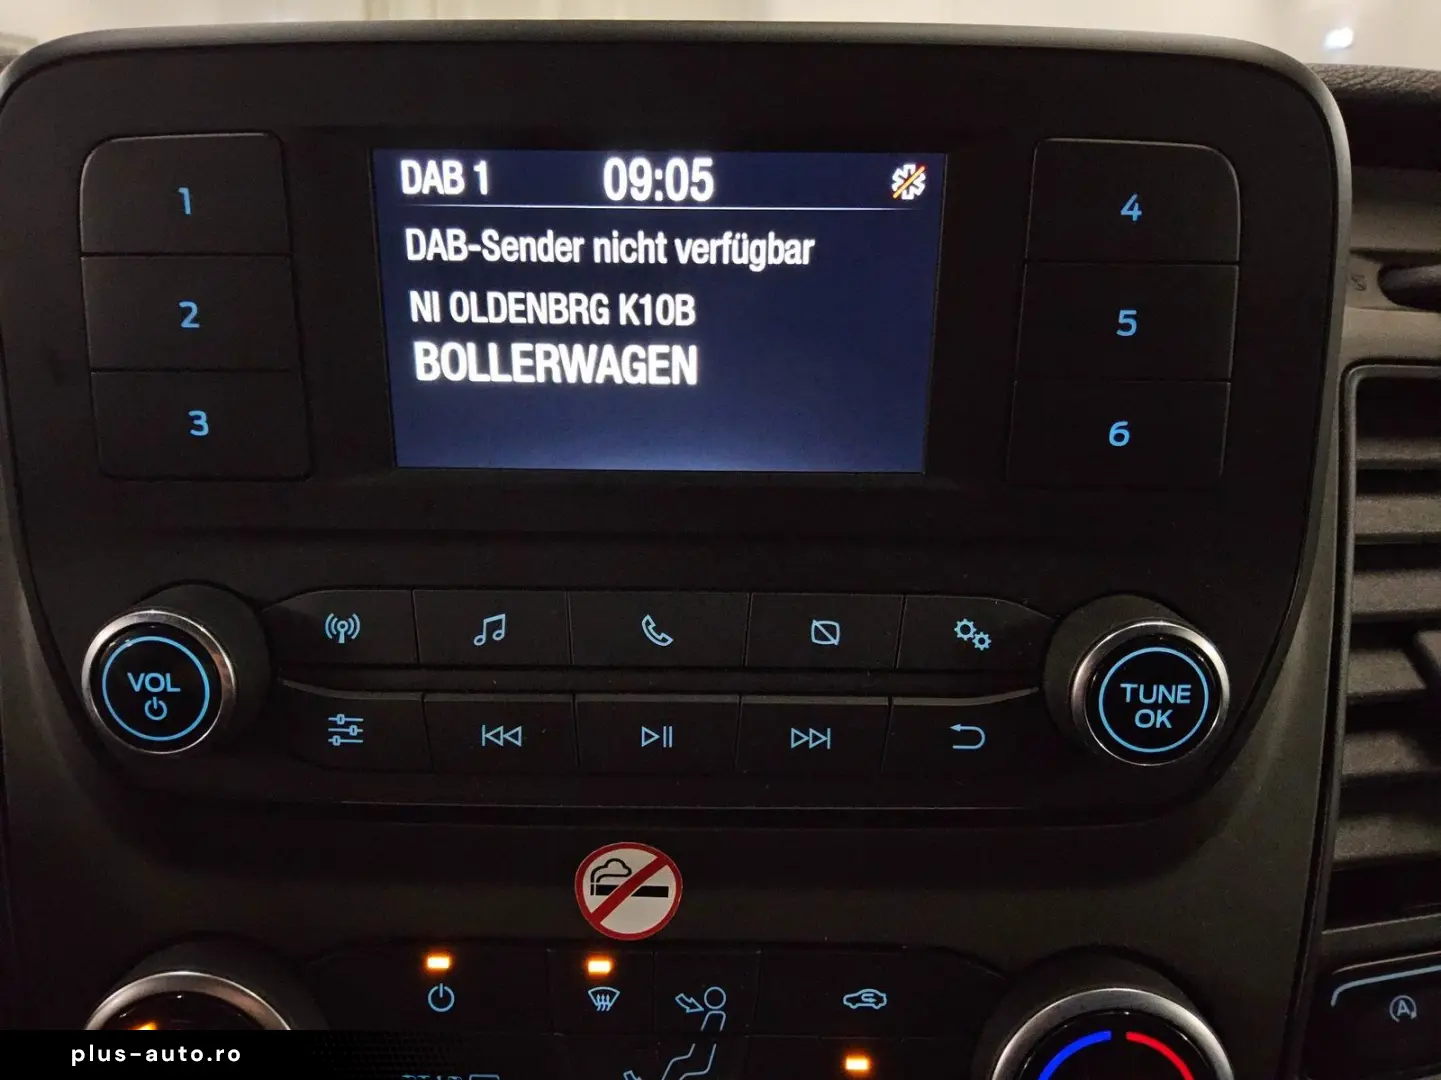 DAB 1 09:05
DAB-Sender nicht verfügbar
NI OLDENBRG K10B
BOLLERWAGEN
1
2
3
4
5
6
VOL
TUNE
OK
A
plus-auto.ro